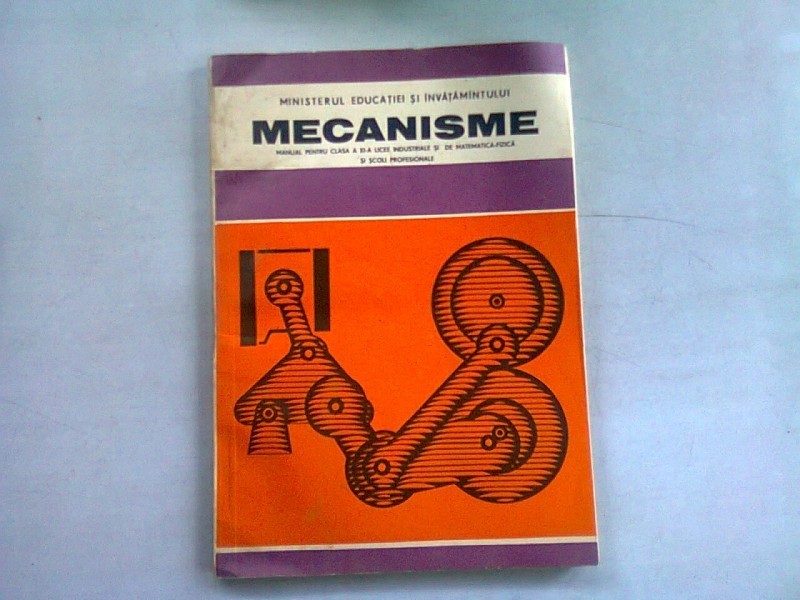 MINISTERUL EDUCAȚIEI ȘI ÎNVĂȚĂMÎNTULUI
MECANISME
MANUAL PENTRU CLASA A XI-A LICEE INDUSTRIALE ȘI DE MATEMATICĂ-FIZICĂ
ȘI ȘCOLI PROFESIONALE